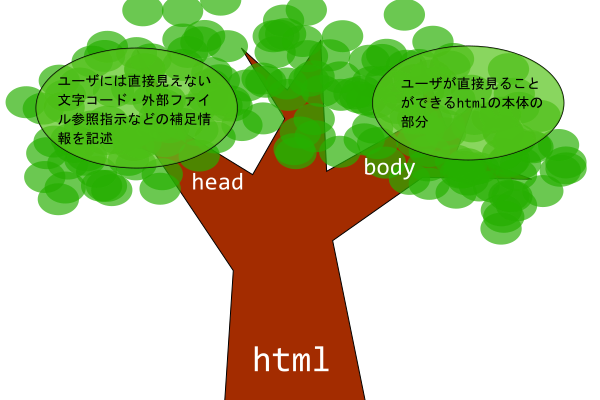 ユーザには直接見えない
文字コード・外部ファイ
ル参照指示などの補足情
報を記述
ユーザが直接見ること
ができるhtmlの本体の
部分
head
body
html